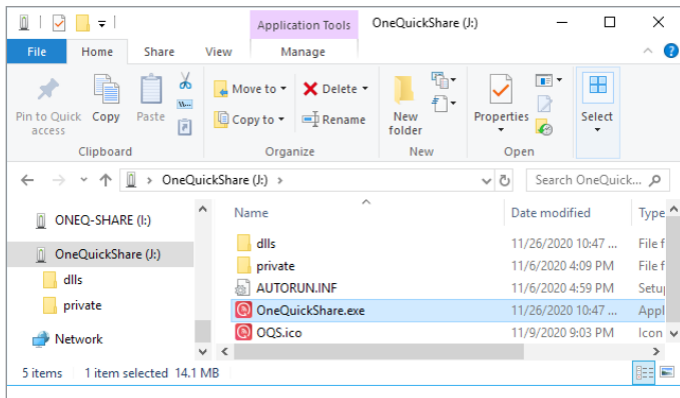 Application Tools OneQuickShare (J:)
File Home Share View Manage
Pin to Quick access
Copy
Paste
Move to
Copy to
Delete
Rename
New folder
Properties
Select
Clipboard Organize New Open
OneQuickShare (J:) Search OneQuick...
Name Date modified Type
ONEQ-SHARE (I:)
OneQuickShare (J:)
dlls
private
Network
dlls 11/26/2020 10:47 ... File f
private 11/6/2020 4:09 PM File f
AUTORUN.INF 11/6/2020 4:59 PM Setu
OneQuickShare.exe 11/26/2020 10:47 ... Appl
OQS.ico 11/9/2020 9:03 PM Icon
5 items 1 item selected 14.1 MB